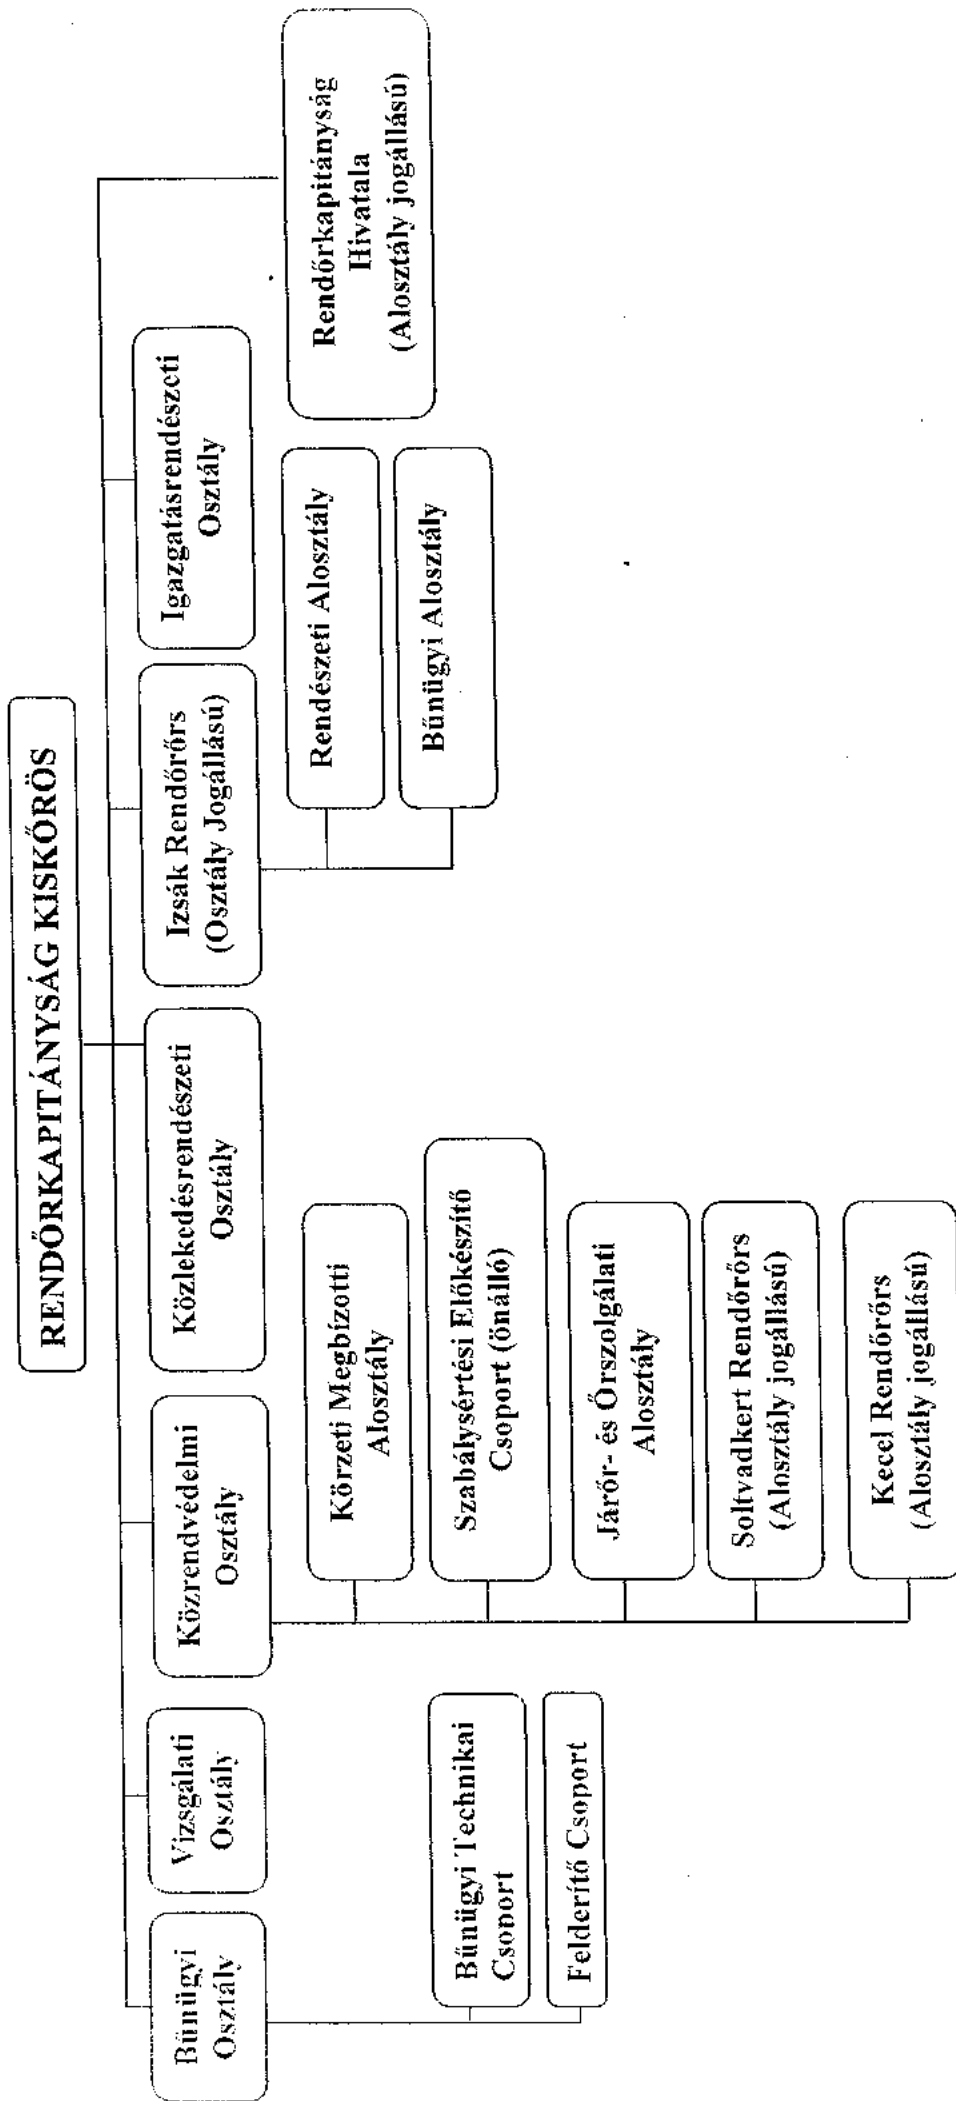 RENDŐRKAPITÁNYSÁG KISKŐRÖS
Bűnügyi
Osztály
Vizsgálati
Osztály
Közrendvédelmi
Osztály
Közlekedésrendészeti
Osztály
Izsák Rendőrőrs
(Osztály Jogállású)
Igazgatásrendészeti
Osztály
Rendőrkapitányság
Hivatala
(Alosztály jogállású)
Bűnügyi Technikai
Csoport
Felderítő Csoport
Körzeti Megbízotti
Alosztály
Szabálysértési Előkészítő
Csoport (önálló)
Járőr- és Őrszolgálati
Alosztály
Soltvadkert Rendőrőrs
(Alosztály jogállású)
Kecel Rendőrőrs
(Alosztály jogállású)
Rendészeti Alosztály
Bűnügyi Alosztály